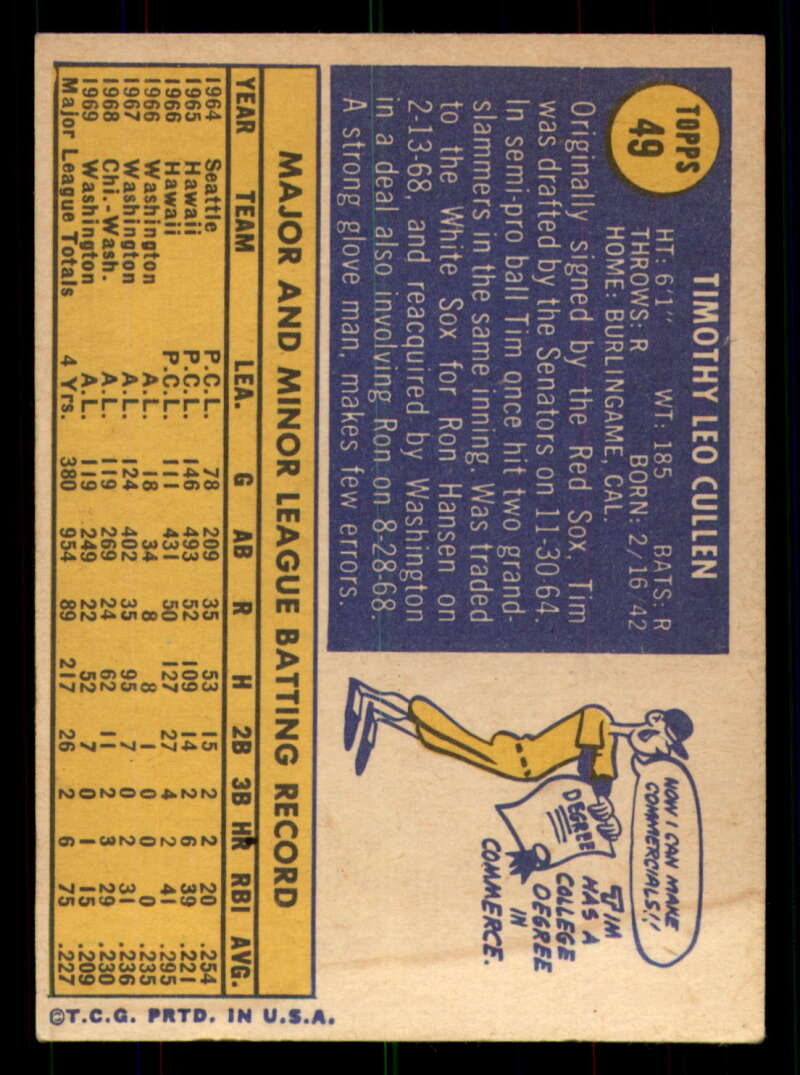 TOPPS
49
TIMOTHY LEO CULLEN
HT: 6'1" WT: 185 BATS: R
THROWS: R BORN: 2/16/42
HOME: BURLINGAME, CAL.
Originally signed by the Red Sox, Tim
was drafted by the Senators on 11-30-64.
In semi-pro ball Tim once hit two grand-
slammers in the same inning. Was traded
to the White Sox for Ron Hansen on
2-13-68, and reacquired by Washington
in a deal also involving Ron on 8-28-68.
A strong glove man, makes few errors.
NOW I CAN MAKE
COMMERCIALS!!
DEGREE
TIM
HAS A
COLLEGE
DEGREE
IN
COMMERCE.
MAJOR AND MINOR LEAGUE BATTING RECORD
YEAR TEAM LEA. G AB R H 2B 3B HR RBI AVG.
1964 Seattle P.C.L. 78 209 35 53 15 2 2 20 .254
1965 Hawaii P.C.L. 146 493 52 109 14 2 6 39 .221
1966 Hawaii P.C.L. 111 431 50 127 27 4 2 41 .295
1966 Washington A.L. 18 34 8 8 1 0 0 0 .235
1967 Washington A.L. 124 402 35 95 7 0 2 31 .236
1968 Chi.-Wash. A.L. 119 269 24 62 11 2 3 29 .230
1969 Washington A.L. 119 249 22 52 7 0 1 15 .209
Major League Totals 4 Yrs. 380 954 89 217 26 2 6 75 .227
©T.C.G. PRTD. IN U.S.A.